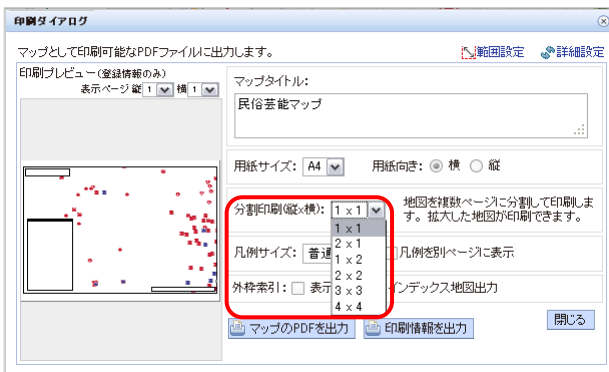 印刷ダイアログ
マップとして印刷可能なPDFファイルに出力します。
範囲設定 詳細設定
印刷プレビュー(登録情報のみ)
表示ページ 縦 1 横 1
マップタイトル:
民俗芸能マップ
用紙サイズ: A4 用紙向き: 横 縦
分割印刷(縦×横): 1 x 1
地図を複数ページに分割して印刷しま
す。拡大した地図が印刷できます。
1 x 1
2 x 1
1 x 2
2 x 2
3 x 3
4 x 4
凡例サイズ: 普通 凡例を別ページに表示
外枠索引: 表示 インデックス地図出力
マップのPDFを出力 印刷情報を出力 閉じる